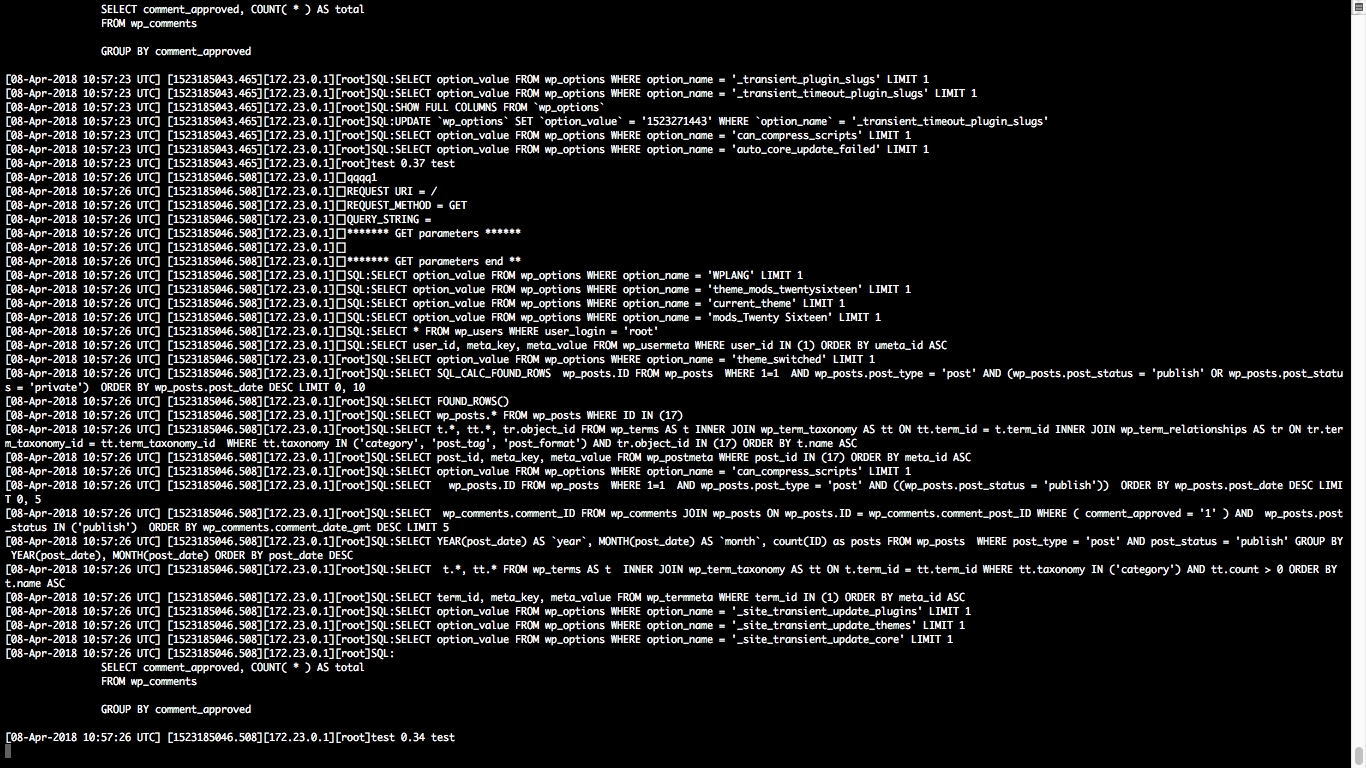 SELECT comment_approved, COUNT( * ) AS total
FROM wp_comments
GROUP BY comment_approved
[08-Apr-2018 10:57:23 UTC] [1523185043.465][172.23.0.1][root]SQL:SELECT option_value FROM wp_options WHERE option_name = '_transient_plugin_slugs' LIMIT 1
[08-Apr-2018 10:57:23 UTC] [1523185043.465][172.23.0.1][root]SQL:SELECT option_value FROM wp_options WHERE option_name = '_transient_timeout_plugin_slugs' LIMIT 1
[08-Apr-2018 10:57:23 UTC] [1523185043.465][172.23.0.1][root]SQL:SHOW FULL COLUMNS FROM `wp_options`
[08-Apr-2018 10:57:23 UTC] [1523185043.465][172.23.0.1][root]SQL:UPDATE `wp_options` SET `option_value` = '1523271443' WHERE `option_name` = '_transient_timeout_plugin_slugs'
[08-Apr-2018 10:57:23 UTC] [1523185043.465][172.23.0.1][root]SQL:SELECT option_value FROM wp_options WHERE option_name = 'can_compress_scripts' LIMIT 1
[08-Apr-2018 10:57:23 UTC] [1523185043.465][172.23.0.1][root]SQL:SELECT option_value FROM wp_options WHERE option_name = 'auto_core_update_failed' LIMIT 1
[08-Apr-2018 10:57:23 UTC] [1523185043.465][172.23.0.1][root]test 0.37 test
[08-Apr-2018 10:57:26 UTC] [1523185046.508][172.23.0.1][]qqqq1
[08-Apr-2018 10:57:26 UTC] [1523185046.508][172.23.0.1][]REQUEST URI = /
[08-Apr-2018 10:57:26 UTC] [1523185046.508][172.23.0.1][]REQUEST_METHOD = GET
[08-Apr-2018 10:57:26 UTC] [1523185046.508][172.23.0.1][]QUERY_STRING =
[08-Apr-2018 10:57:26 UTC] [1523185046.508][172.23.0.1][]******* GET parameters ******
[08-Apr-2018 10:57:26 UTC] [1523185046.508][172.23.0.1][]
[08-Apr-2018 10:57:26 UTC] [1523185046.508][172.23.0.1][]******* GET parameters end **
[08-Apr-2018 10:57:26 UTC] [1523185046.508][172.23.0.1][]SQL:SELECT option_value FROM wp_options WHERE option_name = 'WPLANG' LIMIT 1
[08-Apr-2018 10:57:26 UTC] [1523185046.508][172.23.0.1][]SQL:SELECT option_value FROM wp_options WHERE option_name = 'theme_mods_twentysixteen' LIMIT 1
[08-Apr-2018 10:57:26 UTC] [1523185046.508][172.23.0.1][]SQL:SELECT option_value FROM wp_options WHERE option_name = 'current_theme' LIMIT 1
[08-Apr-2018 10:57:26 UTC] [1523185046.508][172.23.0.1][]SQL:SELECT option_value FROM wp_options WHERE option_name = 'mods_Twenty Sixteen' LIMIT 1
[08-Apr-2018 10:57:26 UTC] [1523185046.508][172.23.0.1][]SQL:SELECT * FROM wp_users WHERE user_login = 'root'
[08-Apr-2018 10:57:26 UTC] [1523185046.508][172.23.0.1][]SQL:SELECT user_id, meta_key, meta_value FROM wp_usermeta WHERE user_id IN (1) ORDER BY umeta_id ASC
[08-Apr-2018 10:57:26 UTC] [1523185046.508][172.23.0.1][root]SQL:SELECT option_value FROM wp_options WHERE option_name = 'theme_switched' LIMIT 1
[08-Apr-2018 10:57:26 UTC] [1523185046.508][172.23.0.1][root]SQL:SELECT SQL_CALC_FOUND_ROWS  wp_posts.ID FROM wp_posts  WHERE 1=1  AND wp_posts.post_type = 'post' AND (wp_posts.post_status = 'publish' OR wp_posts.post_statu
s = 'private')  ORDER BY wp_posts.post_date DESC LIMIT 0, 10
[08-Apr-2018 10:57:26 UTC] [1523185046.508][172.23.0.1][root]SQL:SELECT FOUND_ROWS()
[08-Apr-2018 10:57:26 UTC] [1523185046.508][172.23.0.1][root]SQL:SELECT wp_posts.* FROM wp_posts WHERE ID IN (17)
[08-Apr-2018 10:57:26 UTC] [1523185046.508][172.23.0.1][root]SQL:SELECT t.*, tt.*, tr.object_id FROM wp_terms AS t INNER JOIN wp_term_taxonomy AS tt ON tt.term_id = t.term_id INNER JOIN wp_term_relationships AS tr ON tr.ter
m_taxonomy_id = tt.term_taxonomy_id  WHERE tt.taxonomy IN ('category', 'post_tag', 'post_format') AND tr.object_id IN (17) ORDER BY t.name ASC
[08-Apr-2018 10:57:26 UTC] [1523185046.508][172.23.0.1][root]SQL:SELECT post_id, meta_key, meta_value FROM wp_postmeta WHERE post_id IN (17) ORDER BY meta_id ASC
[08-Apr-2018 10:57:26 UTC] [1523185046.508][172.23.0.1][root]SQL:SELECT option_value FROM wp_options WHERE option_name = 'can_compress_scripts' LIMIT 1
[08-Apr-2018 10:57:26 UTC] [1523185046.508][172.23.0.1][root]SQL:SELECT   wp_posts.ID FROM wp_posts  WHERE 1=1  AND wp_posts.post_type = 'post' AND ((wp_posts.post_status = 'publish'))  ORDER BY wp_posts.post_date DESC LIMI
T 0, 5
[08-Apr-2018 10:57:26 UTC] [1523185046.508][172.23.0.1][root]SQL:SELECT  wp_comments.comment_ID FROM wp_comments JOIN wp_posts ON wp_posts.ID = wp_comments.comment_post_ID WHERE ( comment_approved = '1' ) AND  wp_posts.post
_status IN ('publish')  ORDER BY wp_comments.comment_date_gmt DESC LIMIT 5
[08-Apr-2018 10:57:26 UTC] [1523185046.508][172.23.0.1][root]SQL:SELECT YEAR(post_date) AS `year`, MONTH(post_date) AS `month`, count(ID) as posts FROM wp_posts  WHERE post_type = 'post' AND post_status = 'publish' GROUP BY
YEAR(post_date), MONTH(post_date) ORDER BY post_date DESC
[08-Apr-2018 10:57:26 UTC] [1523185046.508][172.23.0.1][root]SQL:SELECT  t.*, tt.* FROM wp_terms AS t  INNER JOIN wp_term_taxonomy AS tt ON t.term_id = tt.term_id WHERE tt.taxonomy IN ('category') AND tt.count > 0 ORDER BY
t.name ASC
[08-Apr-2018 10:57:26 UTC] [1523185046.508][172.23.0.1][root]SQL:SELECT term_id, meta_key, meta_value FROM wp_termmeta WHERE term_id IN (1) ORDER BY meta_id ASC
[08-Apr-2018 10:57:26 UTC] [1523185046.508][172.23.0.1][root]SQL:SELECT option_value FROM wp_options WHERE option_name = '_site_transient_update_plugins' LIMIT 1
[08-Apr-2018 10:57:26 UTC] [1523185046.508][172.23.0.1][root]SQL:SELECT option_value FROM wp_options WHERE option_name = '_site_transient_update_themes' LIMIT 1
[08-Apr-2018 10:57:26 UTC] [1523185046.508][172.23.0.1][root]SQL:SELECT option_value FROM wp_options WHERE option_name = '_site_transient_update_core' LIMIT 1
[08-Apr-2018 10:57:26 UTC] [1523185046.508][172.23.0.1][root]SQL:
SELECT comment_approved, COUNT( * ) AS total
FROM wp_comments
GROUP BY comment_approved
[08-Apr-2018 10:57:26 UTC] [1523185046.508][172.23.0.1][root]test 0.34 test